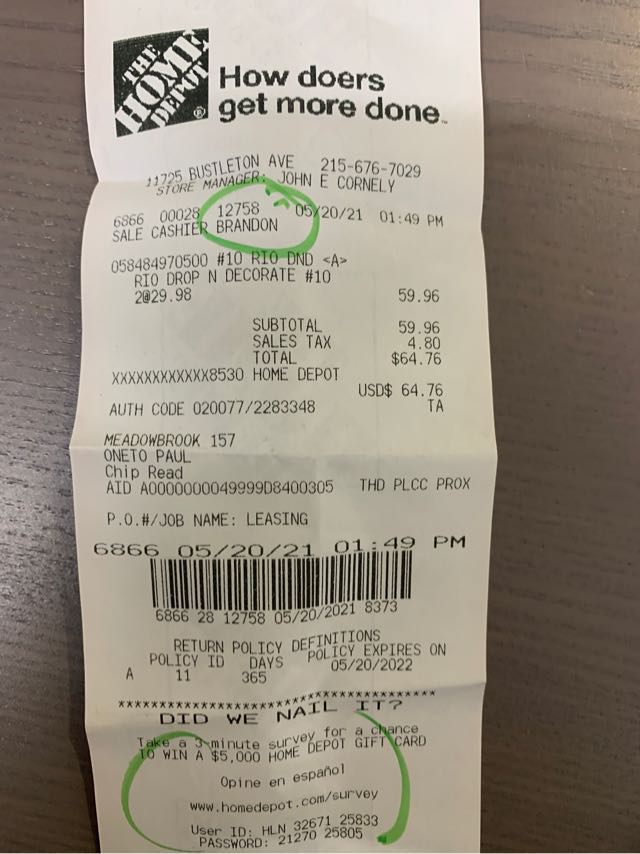 THE
HOME
DEPOT®
How doers
get more done™
11725 BUSTLETON AVE 215-676-7029
STORE MANAGER: JOHN E CORNELY
6866 00028 12758 05/20/21 01:49 PM
SALE CASHIER BRANDON
058484970500 #10 RIO DND <A>
RIO DROP N DECORATE #10
2@29.98 59.96
SUBTOTAL 59.96
SALES TAX 4.80
TOTAL $64.76
XXXXXXXXXXXX8530 HOME DEPOT
USD$ 64.76
AUTH CODE 020077/2283348 TA
MEADOWBROOK 157
ONETO PAUL
Chip Read
AID A0000000049999D8400305 THD PLCC PROX
P.O.#/JOB NAME: LEASING
6866 05/20/21 01:49 PM
6866 28 12758 05/20/2021 8373
RETURN POLICY DEFINITIONS
POLICY ID DAYS POLICY EXPIRES ON
A 11 365 05/20/2022
DID WE NAIL IT?
Take a 3-minute survey for a chance
TO WIN A $5,000 HOME DEPOT GIFT CARD
Opine en español
www.homedepot.com/survey
User ID: HLN 32671 25833
PASSWORD: 21270 25805